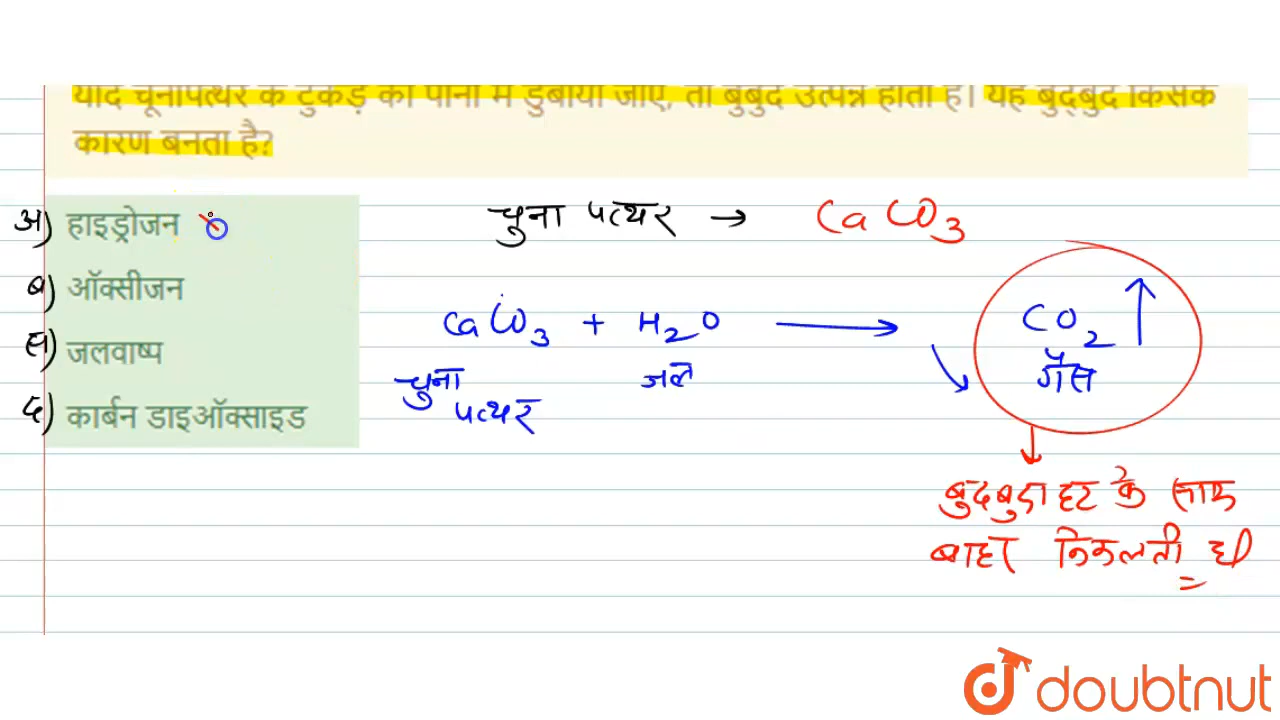 यदि चूनापत्थर के टुकड़े को पानी में डुबाया जाए, तो बुबुद उत्पन्न होता है। यह बुद्बुद किसके
कारण बनता है?
अ) हाइड्रोजन
ब) ऑक्सीजन
स) जलवाष्प
द) कार्बन डाइऑक्साइड
चुना पत्थर → CaCO3
CaCO3 + H2O → CO2 ↑
चुना जल गैस
पत्थर
बुदबुदाहट के साथ
बाहर निकलती है
doubtnut